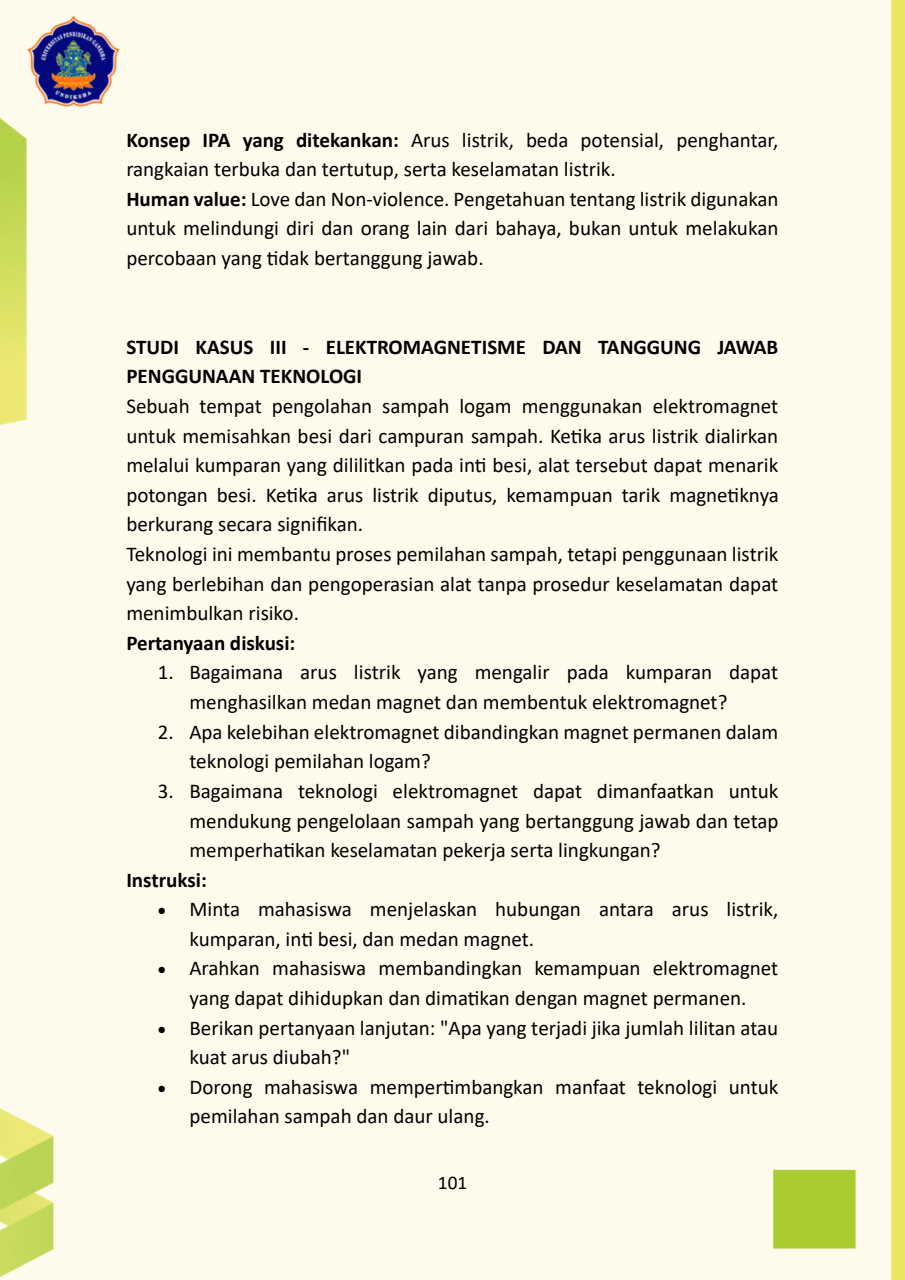 UNIVERSITAS PENDIDIKAN GANESHA
UNDIKSHA
Konsep IPA yang ditekankan: Arus listrik, beda potensial, penghantar,
rangkaian terbuka dan tertutup, serta keselamatan listrik.
Human value: Love dan Non-violence. Pengetahuan tentang listrik digunakan
untuk melindungi diri dan orang lain dari bahaya, bukan untuk melakukan
percobaan yang tidak bertanggung jawab.
STUDI KASUS III - ELEKTROMAGNETISME DAN TANGGUNG JAWAB
PENGGUNAAN TEKNOLOGI
Sebuah tempat pengolahan sampah logam menggunakan elektromagnet
untuk memisahkan besi dari campuran sampah. Ketika arus listrik dialirkan
melalui kumparan yang dililitkan pada inti besi, alat tersebut dapat menarik
potongan besi. Ketika arus listrik diputus, kemampuan tarik magnetiknya
berkurang secara signifikan.
Teknologi ini membantu proses pemilahan sampah, tetapi penggunaan listrik
yang berlebihan dan pengoperasian alat tanpa prosedur keselamatan dapat
menimbulkan risiko.
Pertanyaan diskusi:
1. Bagaimana arus listrik yang mengalir pada kumparan dapat
menghasilkan medan magnet dan membentuk elektromagnet?
2. Apa kelebihan elektromagnet dibandingkan magnet permanen dalam
teknologi pemilahan logam?
3. Bagaimana teknologi elektromagnet dapat dimanfaatkan untuk
mendukung pengelolaan sampah yang bertanggung jawab dan tetap
memperhatikan keselamatan pekerja serta lingkungan?
Instruksi:
• Minta mahasiswa menjelaskan hubungan antara arus listrik,
kumparan, inti besi, dan medan magnet.
• Arahkan mahasiswa membandingkan kemampuan elektromagnet
yang dapat dihidupkan dan dimatikan dengan magnet permanen.
• Berikan pertanyaan lanjutan: "Apa yang terjadi jika jumlah lilitan atau
kuat arus diubah?"
• Dorong mahasiswa mempertimbangkan manfaat teknologi untuk
pemilahan sampah dan daur ulang.
101